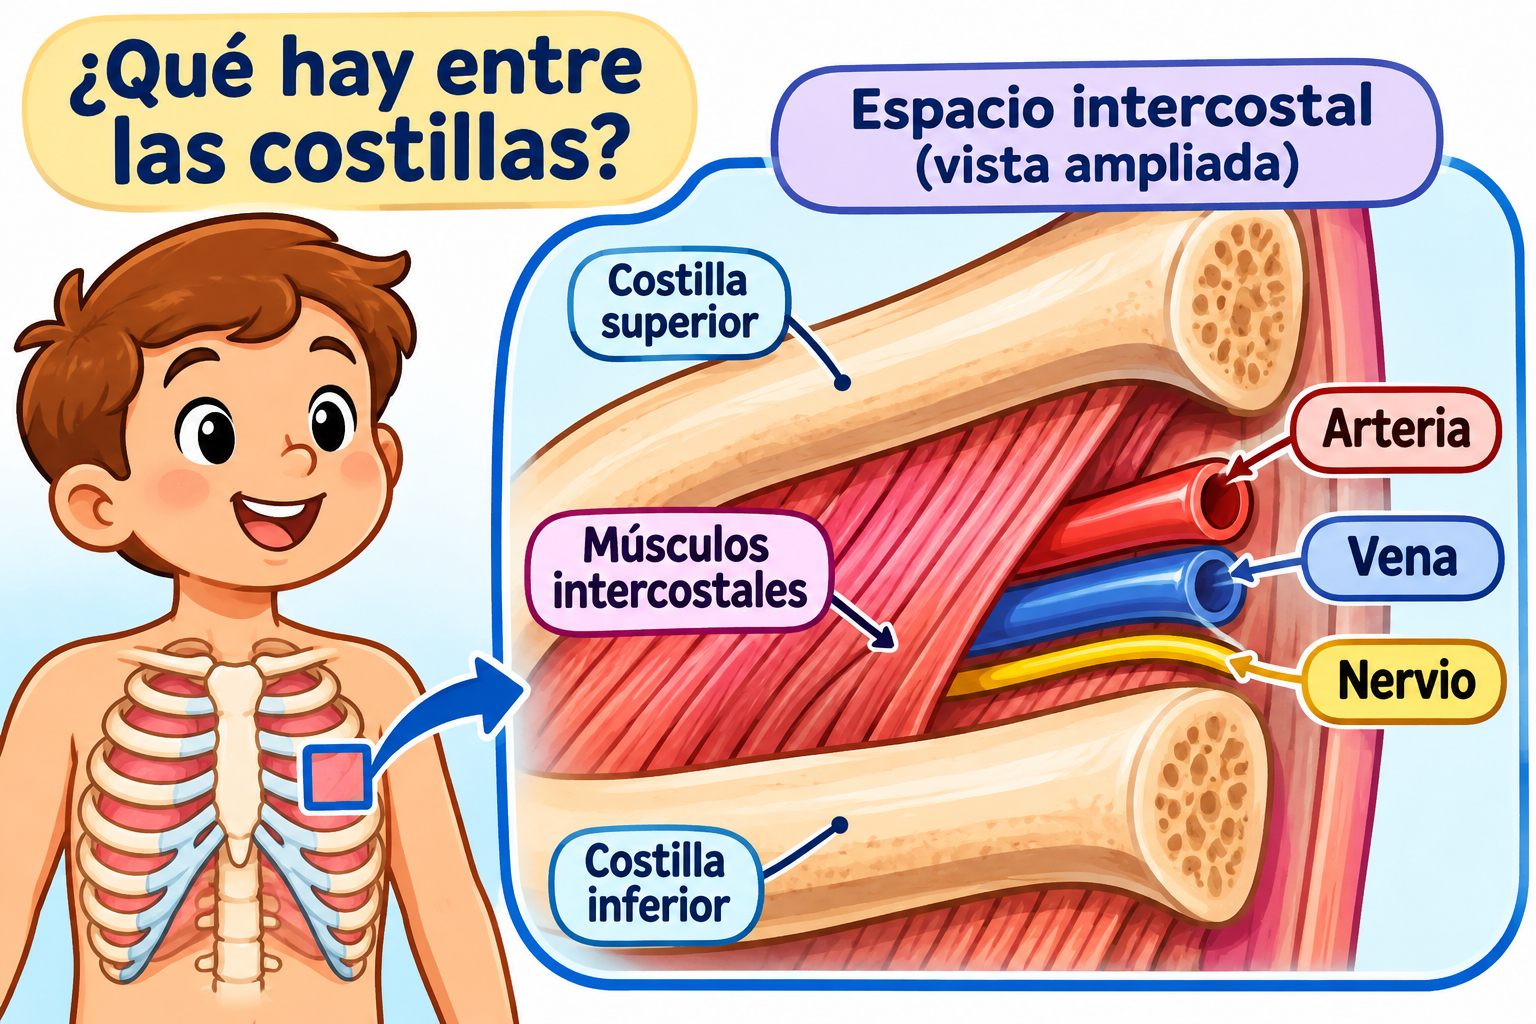 ¿Qué hay entre
las costillas?
Espacio intercostal
(vista ampliada)
Costilla
superior
Arteria
Músculos
intercostales
Vena
Nervio
Costilla
inferior